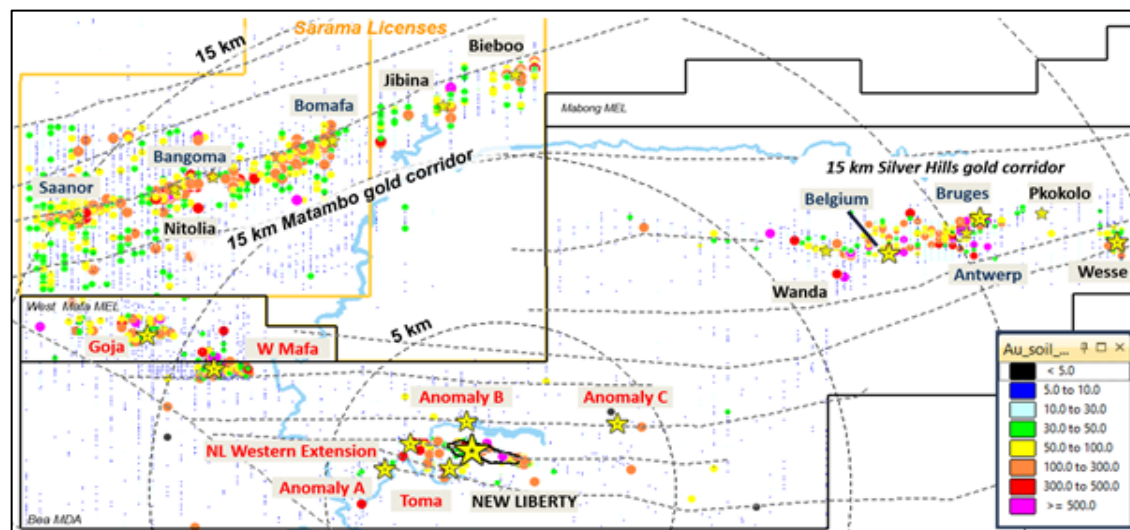 Sarama Licenses
15 km
Bieboo
Jibina
Mabong MEL
Bomafa
Bangoma
15 km Silver Hills gold corridor
Saanor
15 km Matambo gold corridor
Belgium
Bruges
Pkokolo
Nitolia
Antwerp
Wanda
Wesse
West Mafa MEL
5 km
Goja
W Mafa
Anomaly B
Anomaly C
NL Western Extension
Anomaly A
Toma
NEW LIBERTY
Bea MDA
Au_soil_...
< 5.0
5.0 to 10.0
10.0 to 30.0
30.0 to 50.0
50.0 to 100.0
100.0 to 300.0
300.0 to 500.0
>= 500.0